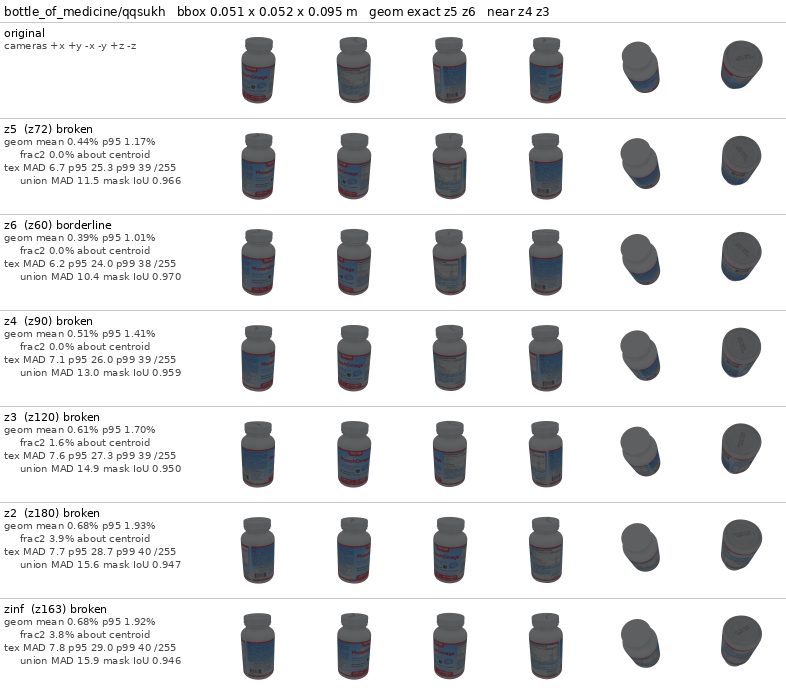 bottle_of_medicine/qqsukh bbox 0.051 x 0.052 x 0.095 m geom exact z5 z6 near z4 z3
original
cameras +x +y -x -y +z -z
z5 (z72) broken
geom mean 0.44% p95 1.17%
frac2 0.0% about centroid
tex MAD 6.7 p95 25.3 p99 39 /255
union MAD 11.5 mask IoU 0.966
z6 (z60) borderline
geom mean 0.39% p95 1.01%
frac2 0.0% about centroid
tex MAD 6.2 p95 24.0 p99 38 /255
union MAD 10.4 mask IoU 0.970
z4 (z90) broken
geom mean 0.51% p95 1.41%
frac2 0.0% about centroid
tex MAD 7.1 p95 26.0 p99 39 /255
union MAD 13.0 mask IoU 0.959
z3 (z120) broken
geom mean 0.61% p95 1.70%
frac2 1.6% about centroid
tex MAD 7.6 p95 27.3 p99 39 /255
union MAD 14.9 mask IoU 0.950
z2 (z180) broken
geom mean 0.68% p95 1.93%
frac2 3.9% about centroid
tex MAD 7.7 p95 28.7 p99 40 /255
union MAD 15.6 mask IoU 0.947
zinf (z163) broken
geom mean 0.68% p95 1.92%
frac2 3.8% about centroid
tex MAD 7.8 p95 29.0 p99 40 /255
union MAD 15.9 mask IoU 0.946